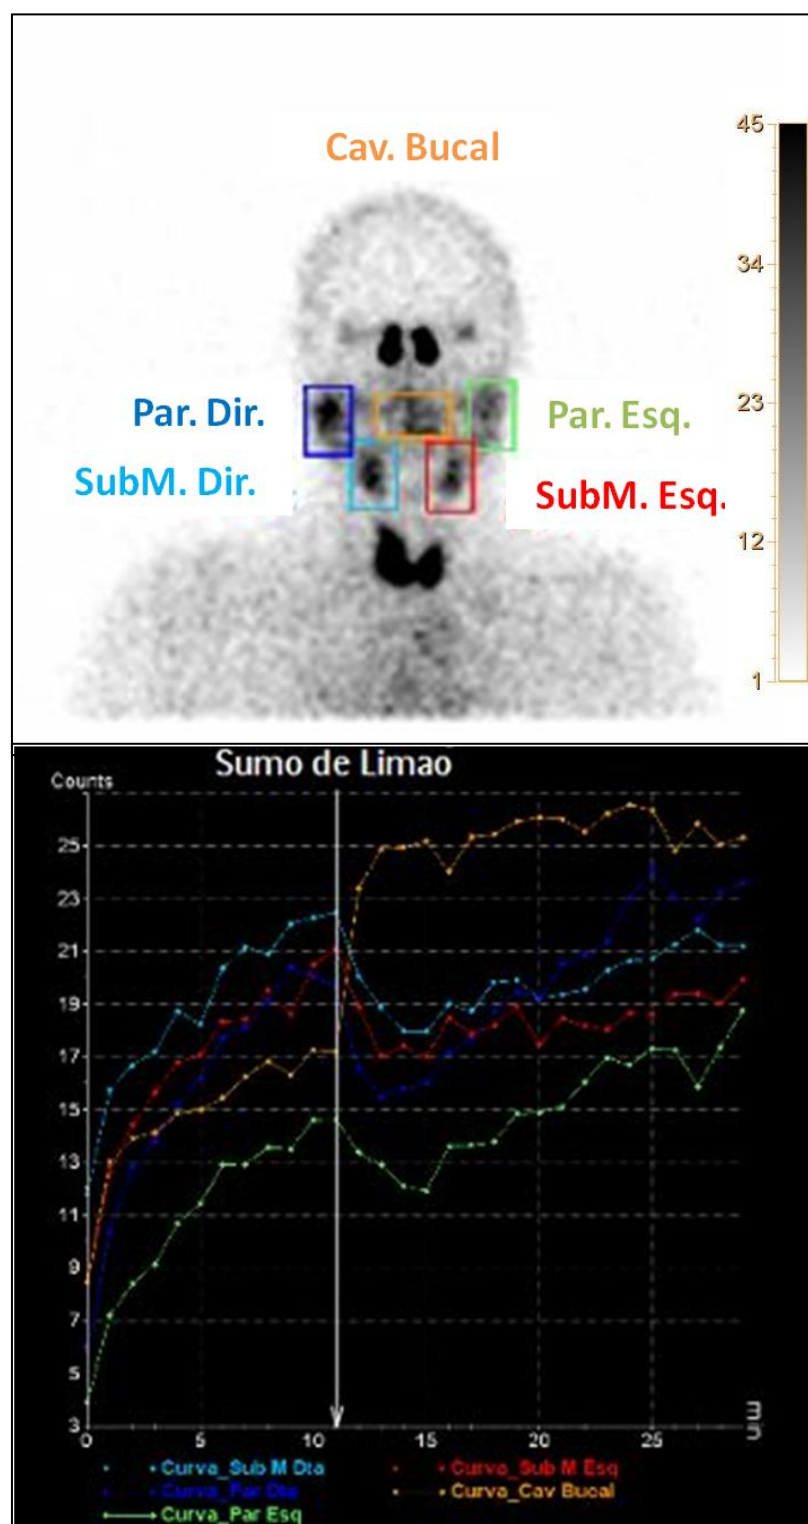 Cav. Bucal
45
34
23
12
1
Par. Dir.
Par. Esq.
SubM. Dir.
SubM. Esq.
Sumo de Limao
Counts
25
23
21
19
17
15
13
11
9
7
5
3
0
5
10
15
20
25
min
Curva_Sub M Dta
Curva_Sub M Esq
Curva_Par Dta
Curva_Cav Bucal
Curva_Par Esq